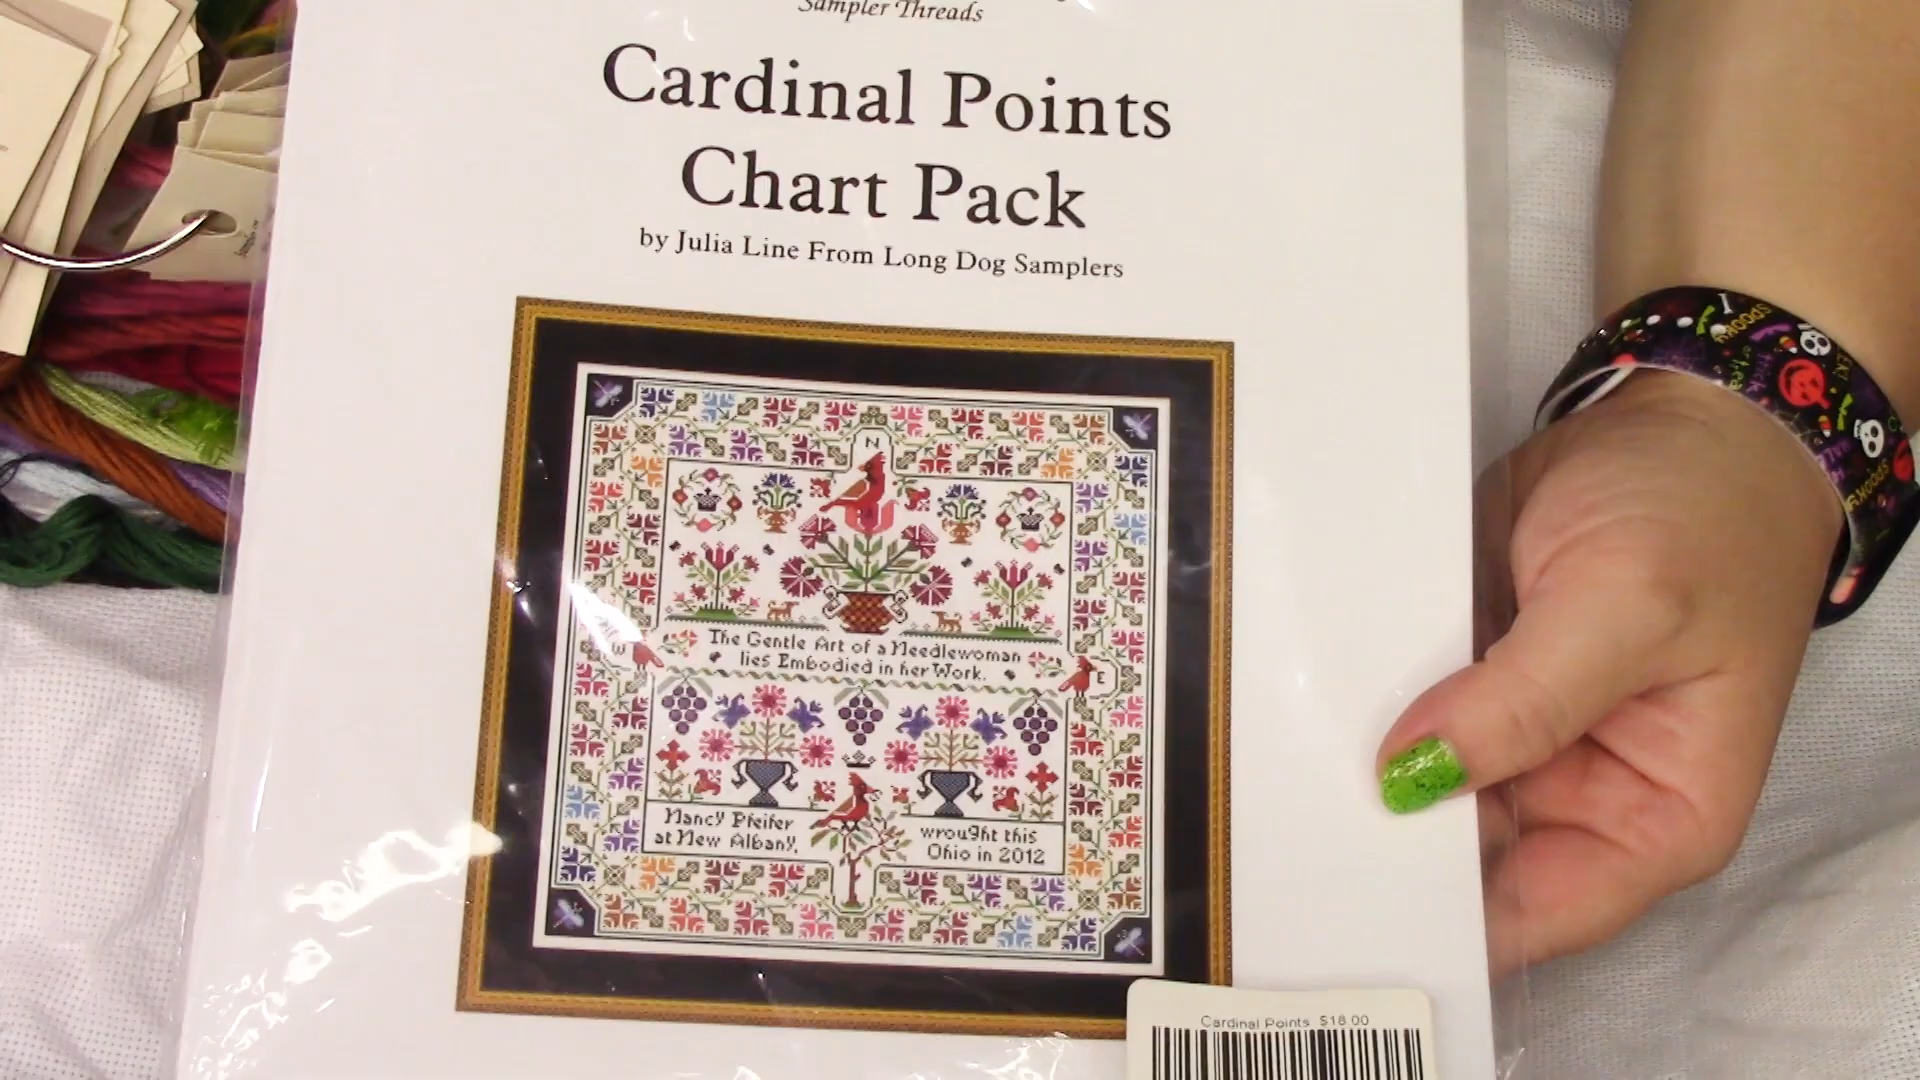 Sampler Threads
Cardinal Points
Chart Pack
by Julia Line From Long Dog Samplers
N
The Gentle Art of a Needlewoman
lies Embodied in her Work.
W
E
Nancy Pfeifer
at New Albany,
wrought this
Ohio in 2012
Cardinal Points $18.00
SPOOKY